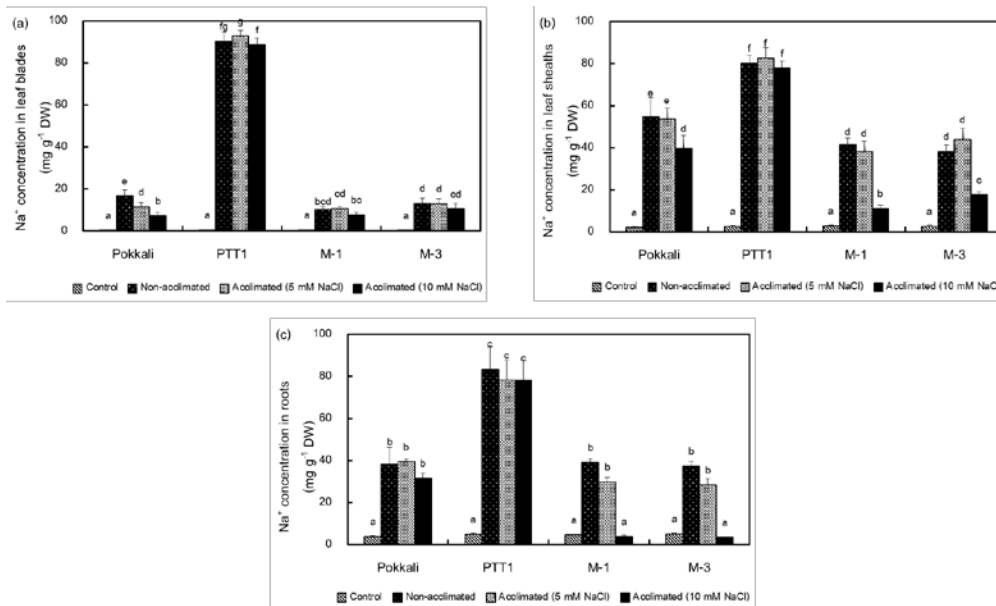 (a)
Na⁺ concentration in leaf blades
(mg g⁻¹ DW)
100
80
60
40
20
0
a e d b
a fg g f
a bcd cd bc
a d d cd
Pokkali PTT1 M-1 M-3
Control Non-acclimated Acclimated (5 mM NaCl) Acclimated (10 mM NaCl)
(b)
Na⁺ concentration in leaf sheaths
(mg g⁻¹ DW)
100
80
60
40
20
0
a e e d
a f f f
a d d b
a d d c
Pokkali PTT1 M-1 M-3
Control Non-acclimated Acclimated (5 mM NaCl) Acclimated (10 mM NaC
(c)
Na⁺ concentration in roots
(mg g⁻¹ DW)
100
80
60
40
20
0
a b b b
a c c c
a b b a
a b b a
Pokkali PTT1 M-1 M-3
Control Non-acclimated Acclimated (5 mM NaCl) Acclimated (10 mM NaCl)